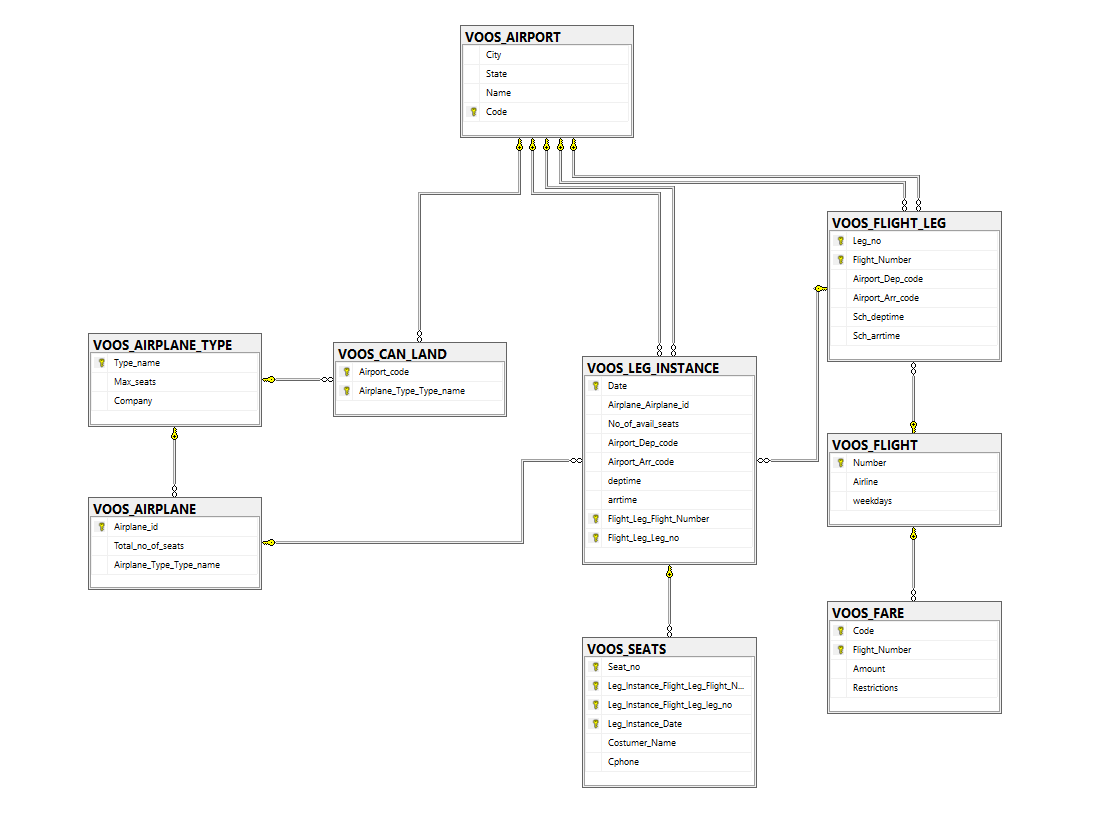 VOOS_AIRPORT
City
State
Name
Code
VOOS_FLIGHT_LEG
Leg_no
Flight_Number
Airport_Dep_code
Airport_Arr_code
Sch_deptime
Sch_arrtime
VOOS_AIRPLANE_TYPE
Type_name
Max_seats
Company
VOOS_CAN_LAND
Airport_code
Airplane_Type_Type_name
VOOS_LEG_INSTANCE
Date
Airplane_Airplane_id
No_of_avail_seats
Airport_Dep_code
Airport_Arr_code
deptime
arrtime
Flight_Leg_Flight_Number
Flight_Leg_Leg_no
VOOS_FLIGHT
Number
Airline
weekdays
VOOS_AIRPLANE
Airplane_id
Total_no_of_seats
Airplane_Type_Type_name
VOOS_SEATS
Seat_no
Leg_Instance_Flight_Leg_Flight_N...
Leg_Instance_Flight_Leg_leg_no
Leg_Instance_Date
Costumer_Name
Cphone
VOOS_FARE
Code
Flight_Number
Amount
Restrictions